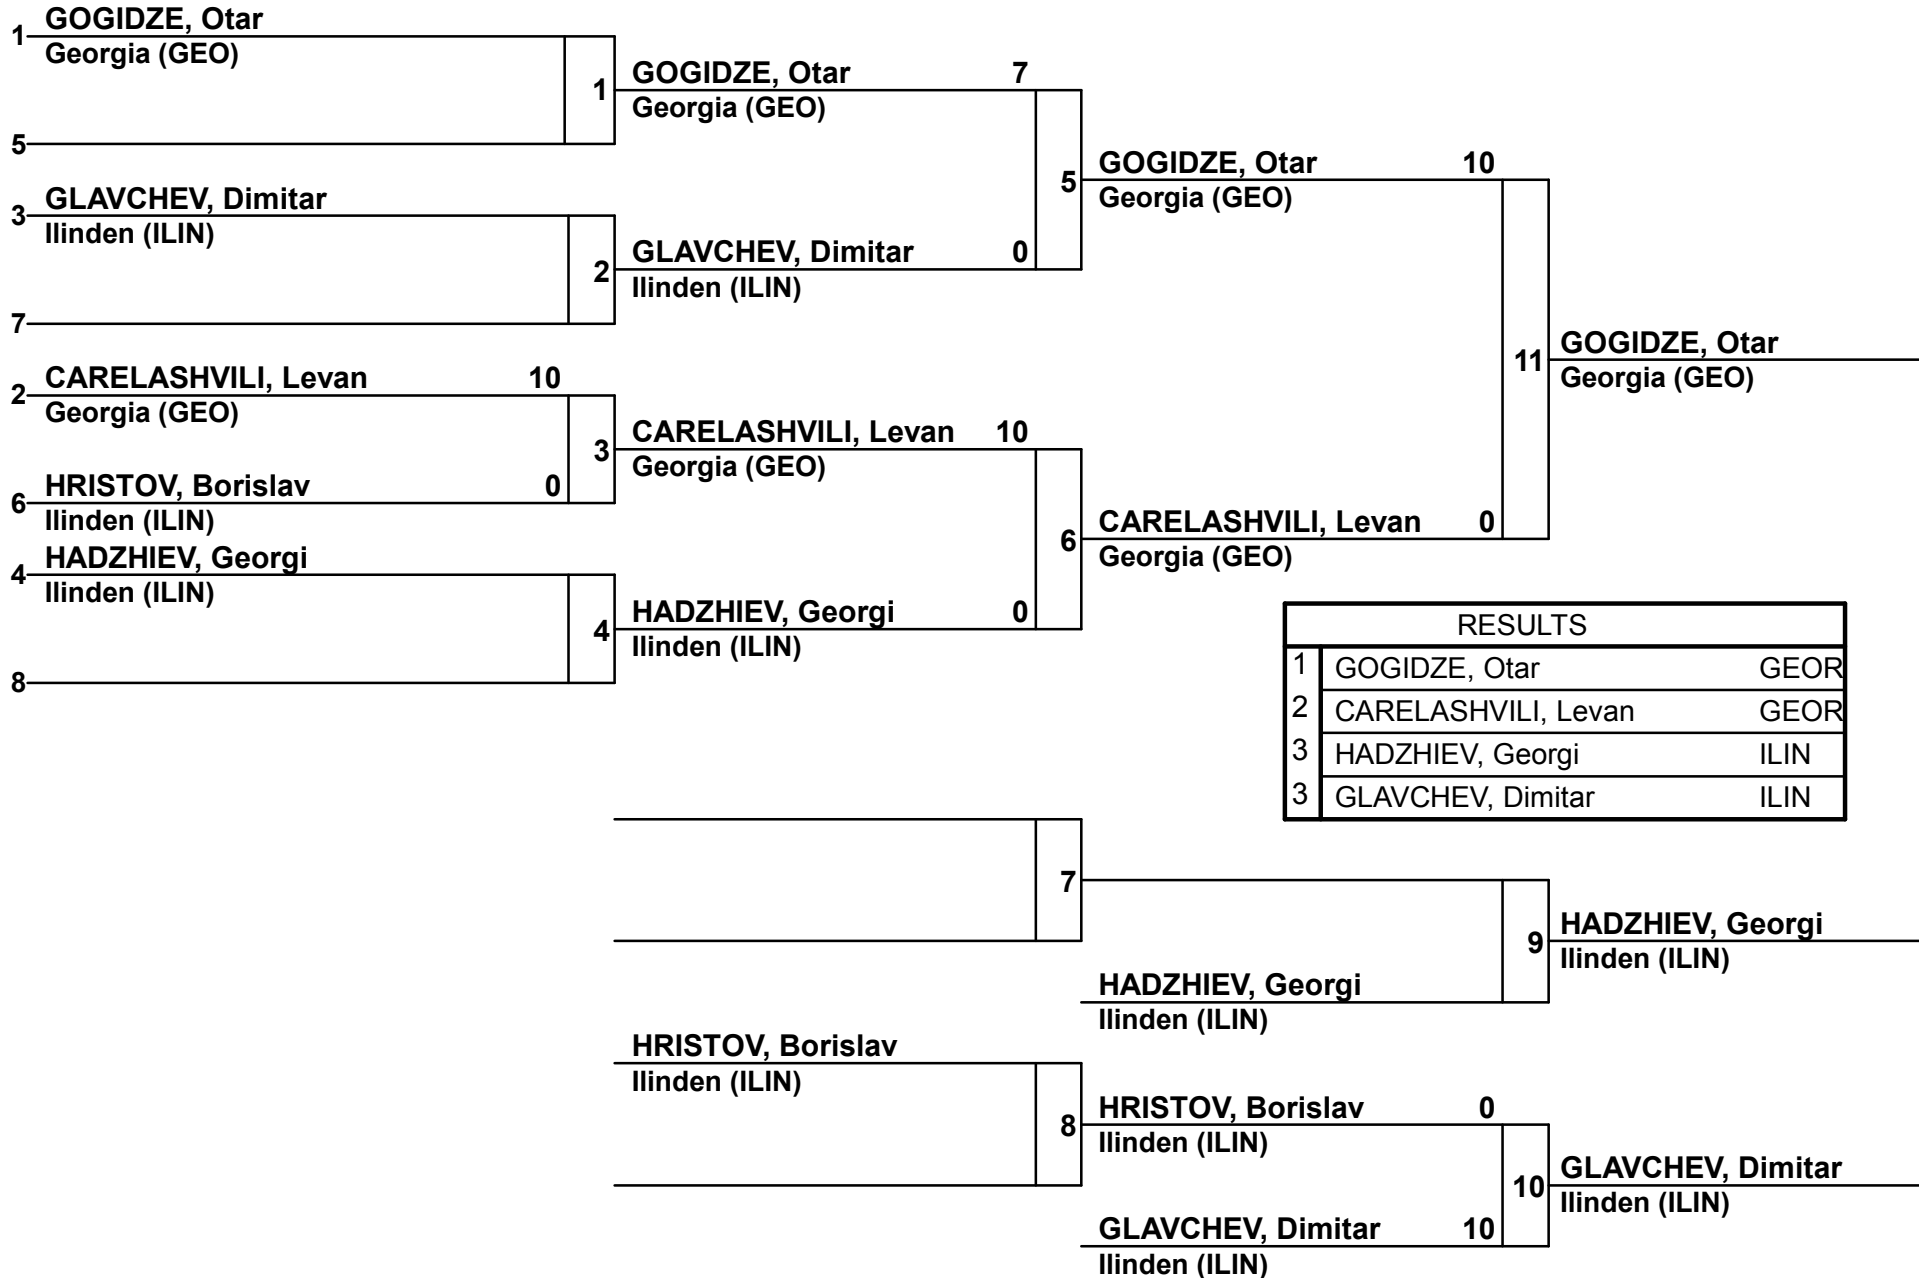 1
GOGIDZE, Otar
Georgia (GEO)
1
5
3
GLAVCHEV, Dimitar
Ilinden (ILIN)
2
7
2
CARELASHVILI, Levan 10
Georgia (GEO)
3
6
HRISTOV, Borislav 0
Ilinden (ILIN)
4
HADZHIEV, Georgi
Ilinden (ILIN)
4
8
GOGIDZE, Otar 7
Georgia (GEO)
5
GLAVCHEV, Dimitar 0
Ilinden (ILIN)
CARELASHVILI, Levan 10
Georgia (GEO)
6
HADZHIEV, Georgi 0
Ilinden (ILIN)
GOGIDZE, Otar 10
Georgia (GEO)
11
CARELASHVILI, Levan 0
Georgia (GEO)
GOGIDZE, Otar
Georgia (GEO)
RESULTS
1 GOGIDZE, Otar GEOR
2 CARELASHVILI, Levan GEOR
3 HADZHIEV, Georgi ILIN
3 GLAVCHEV, Dimitar ILIN
7
9
HADZHIEV, Georgi
Ilinden (ILIN)
HADZHIEV, Georgi
Ilinden (ILIN)
HRISTOV, Borislav
Ilinden (ILIN)
8
HRISTOV, Borislav 0
Ilinden (ILIN)
10
GLAVCHEV, Dimitar
Ilinden (ILIN)
GLAVCHEV, Dimitar 10
Ilinden (ILIN)